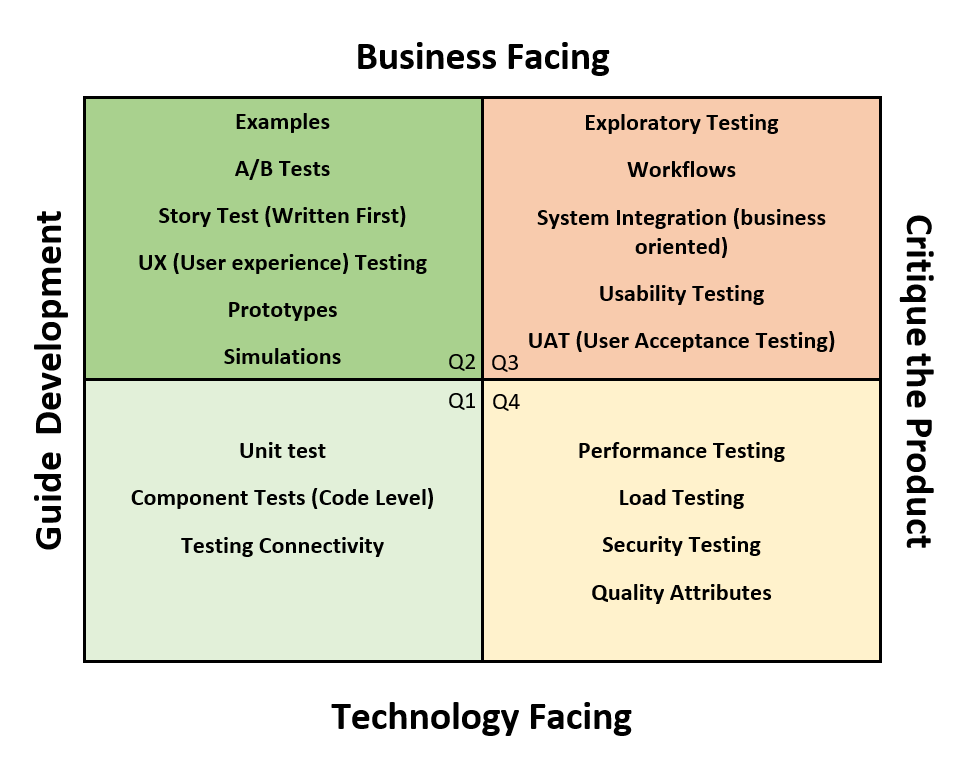 Business Facing
Guide Development
Examples
A/B Tests
Story Test (Written First)
UX (User experience) Testing
Prototypes
Simulations
Q2
Exploratory Testing
Workflows
System Integration (business
oriented)
Usability Testing
UAT (User Acceptance Testing)
Q3
Q1
Unit test
Component Tests (Code Level)
Testing Connectivity
Q4
Performance Testing
Load Testing
Security Testing
Quality Attributes
Critique the Product
Technology Facing